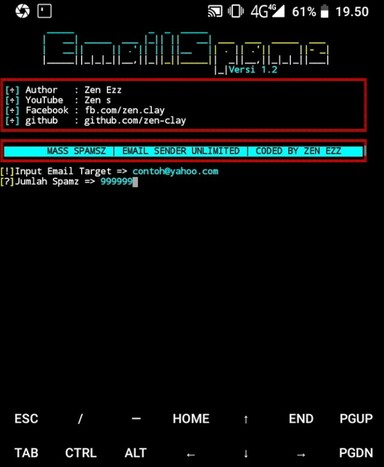 4G 4G 61% 19.50
EmailSpams
|_|Versi 1.2
[+] Author : Zen Ezz
[+] YouTube : Zen s
[+] Facebook : fb.com/zen.clay
[+] github : github.com/zen-clay
MASS SPAMSZ | EMAIL SENDER UNLIMITED | CODED BY ZEN EZZ
[!]Input Email Target => contoh@yahoo.com
[?]Jumlah Spamz => 999999
ESC / — HOME ↑ END PGUP
TAB CTRL ALT ← ↓ → PGDN